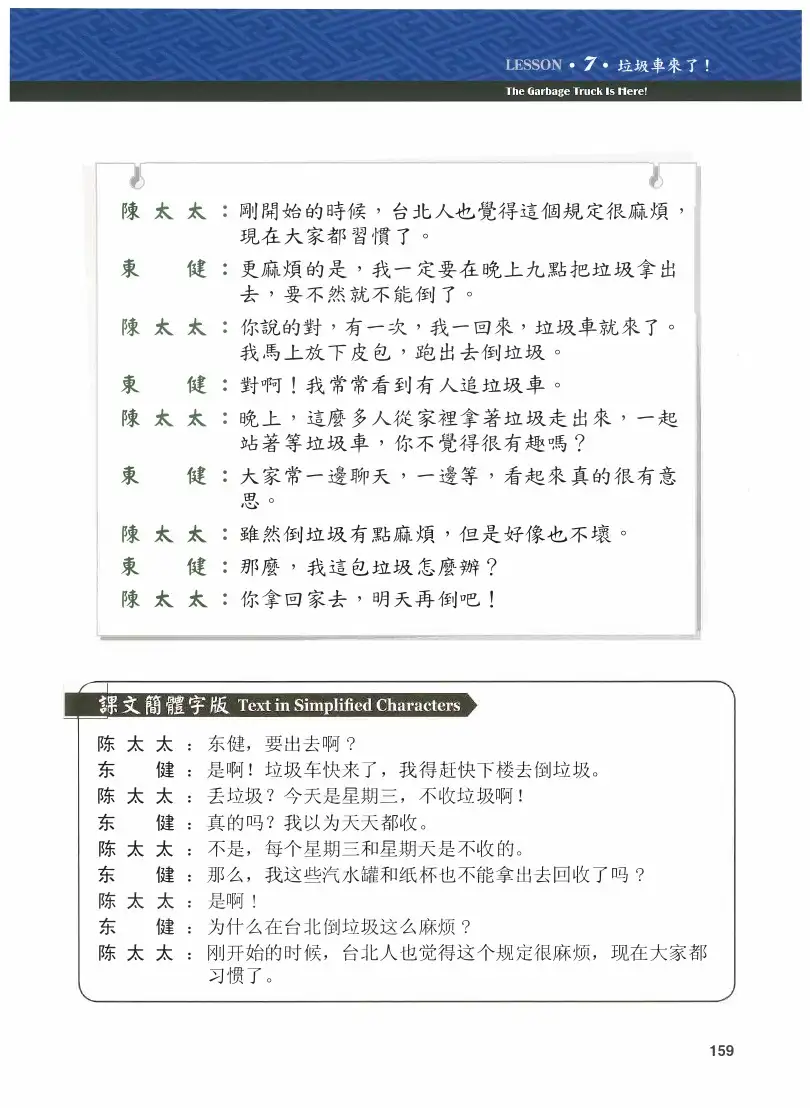 LESSON • 7 • 垃圾車來了！
The Garbage Truck Is Here!
陳太太：剛開始的時候，台北人也覺得這個規定很麻煩，
現在大家都習慣了。
東健：更麻煩的是，我一定要在晚上九點把垃圾拿出
去，要不然就不能倒了。
陳太太：你說的對，有一次，我一回來，垃圾車就來了。
我馬上放下皮包，跑出去倒垃圾。
東健：對啊！我常常看到有人追垃圾車。
陳太太：晚上，這麼多人從家裡拿著垃圾走出來，一起
站著等垃圾車，你不覺得很有趣嗎？
東健：大家常一邊聊天，一邊等，看起來真的很有意
思。
陳太太：雖然倒垃圾有點麻煩，但是好像也不壞。
東健：那麼，我這包垃圾怎麼辦？
陳太太：你拿回家去，明天再倒吧！
課文簡體字版 Text in Simplified Characters
陈太太：东健，要出去啊？
东健：是啊！垃圾车快来了，我得赶快下楼去倒垃圾。
陈太太：丢垃圾？今天是星期三，不收垃圾啊！
东健：真的吗？我以为天天都收。
陈太太：不是，每个星期三和星期天是不收的。
东健：那么，我这些汽水罐和纸杯也不能拿出去回收了吗？
陈太太：是啊！
东健：为什么在台北倒垃圾这么麻烦？
陈太太：刚开始的时候，台北人也觉得这个规定很麻烦，现在大家都
习惯了。
159